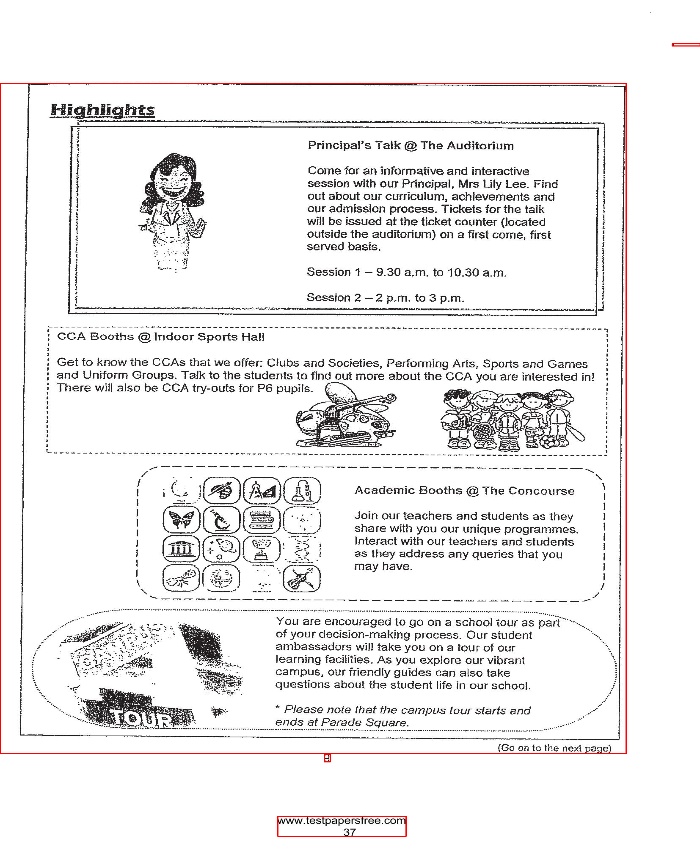 Highlights
Principal's Talk @ The Auditorium
Come for an informative and interactive
session with our Principal, Mrs Lily Lee. Find
out about our curriculum, achievements and
our admission process. Tickets for the talk
will be issued at the ticket counter (located
outside the auditorium) on a first come, first
served basis.
Session 1 – 9.30 a.m. to 10.30 a.m.
Session 2 – 2 p.m. to 3 p.m.
CCA Booths @ Indoor Sports Hall
Get to know the CCAs that we offer: Clubs and Societies, Performing Arts, Sports and Games
and Uniform Groups. Talk to the students to find out more about the CCA you are interested in!
There will also be CCA try-outs for P6 pupils.
Academic Booths @ The Concourse
Join our teachers and students as they
share with you our unique programmes.
Interact with our teachers and students
as they address any queries that you
may have.
You are encouraged to go on a school tour as part
of your decision-making process. Our student
ambassadors will take you on a tour of our
learning facilities. As you explore our vibrant
campus, our friendly guides can also take
questions about the student life in our school.
* Please note that the campus tour starts and
ends at Parade Square.
TOUR
(Go on to the next page)
www.testpapersfree.com
37